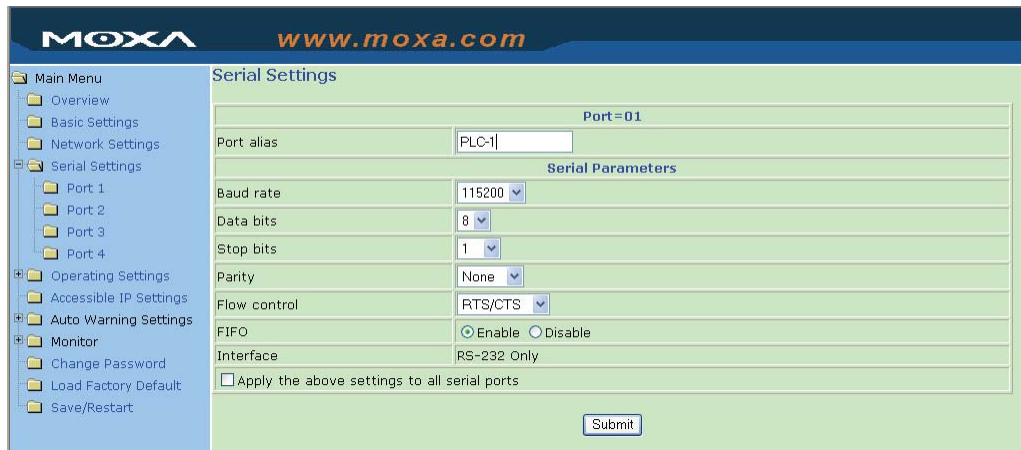 MOXA www.moxa.com
Main Menu
Overview
Basic Settings
Network Settings
Serial Settings
Port 1
Port 2
Port 3
Port 4
Operating Settings
Accessible IP Settings
Auto Warning Settings
Monitor
Change Password
Load Factory Default
Save/Restart
Serial Settings
Port=01
Port alias PLC-1
Serial Parameters
Baud rate 115200
Data bits 8
Stop bits 1
Parity None
Flow control RTS/CTS
FIFO Enable Disable
Interface RS-232 Only
Apply the above settings to all serial ports
Submit